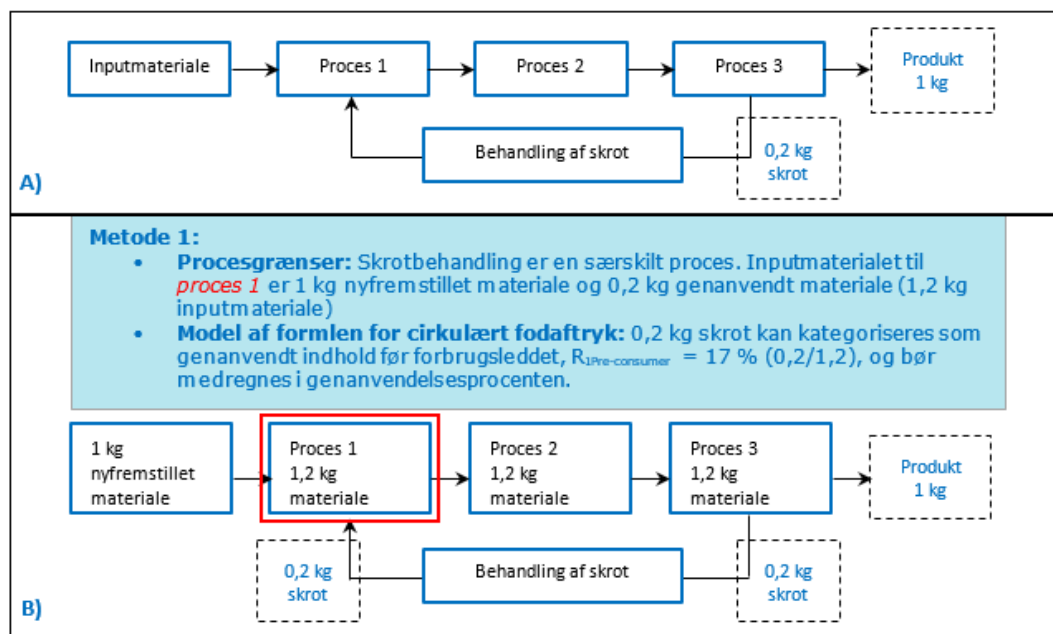 Inputmateriale
Proces 1
Proces 2
Proces 3
Produkt
1 kg
Behandling af skrot
0,2 kg
skrot
A)
Metode 1:
• Procesgrænser: Skrotbehandling er en særskilt proces. Inputmaterialet til
proces 1 er 1 kg nyfremstillet materiale og 0,2 kg genanvendt materiale (1,2 kg
inputmateriale)
• Model af formlen for cirkulært fodaftryk: 0,2 kg skrot kan kategoriseres som
genanvendt indhold før forbrugsleddet, R1Pre-consumer = 17 % (0,2/1,2), og bør
medregnes i genanvendelsesprocenten.
1 kg
nyfremstillet
materiale
Proces 1
1,2 kg
materiale
Proces 2
1,2 kg
materiale
Proces 3
1,2 kg
materiale
Produkt
1 kg
0,2 kg
skrot
Behandling af skrot
0,2 kg
skrot
B)